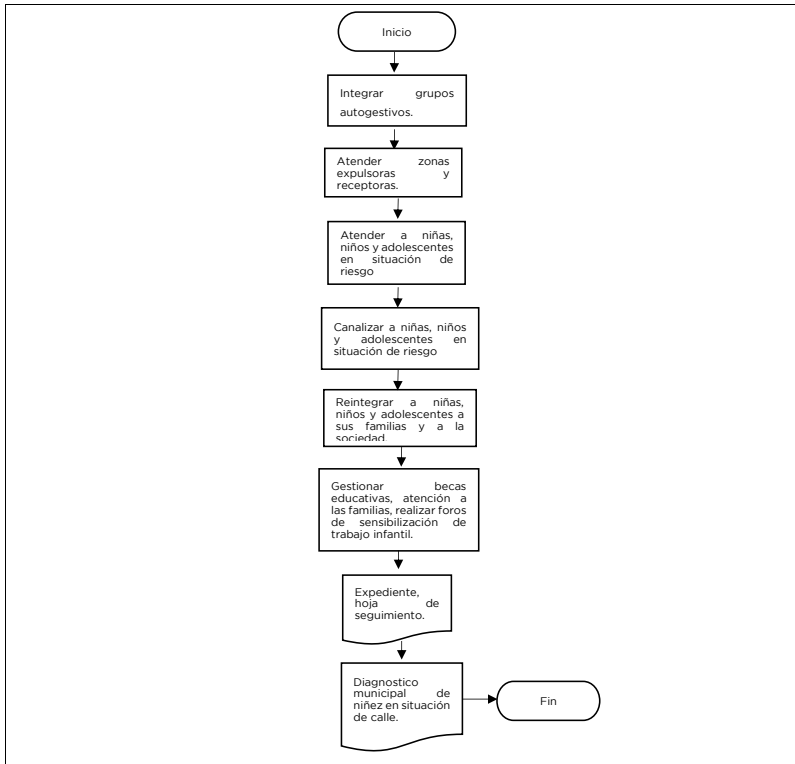 Inicio
Integrar grupos
autogestivos.
Atender zonas
expulsoras y
receptoras.
Atender a niñas,
niños y adolescentes
en situación de
riesgo
Canalizar a niñas, niños
y adolescentes en
situación de riesgo
Reintegrar a niñas,
niños y adolescentes a
sus familias y a la
sociedad.
Gestionar becas
educativas, atención a
las familias, realizar foros
de sensibilización de
trabajo infantil.
Expediente,
hoja de
seguimiento.
Diagnostico
municipal de
niñez en situación
de calle.
Fin